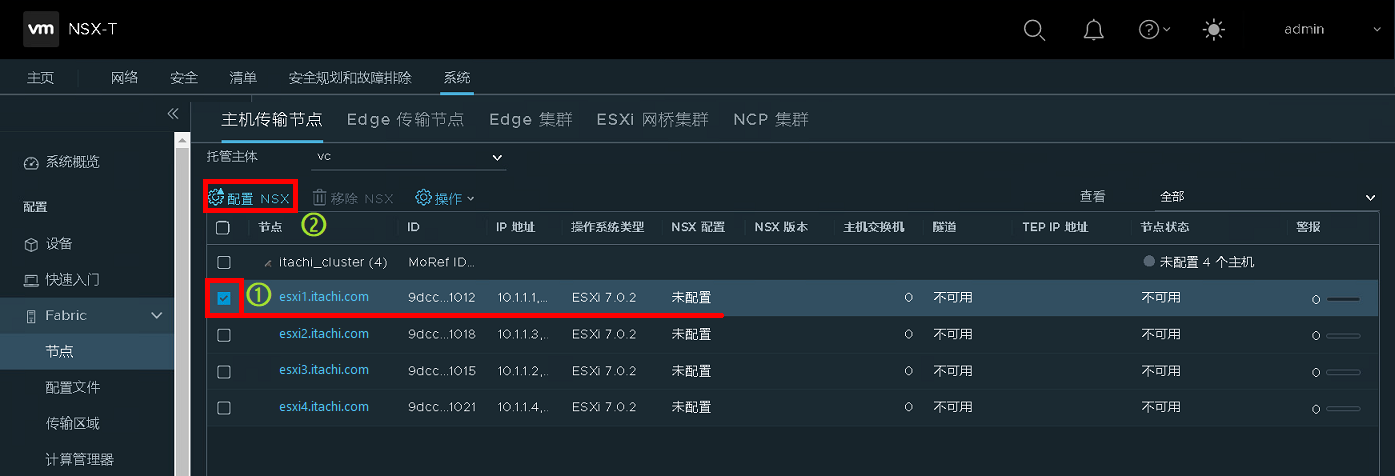 vm NSX-T admin
主页 网络 安全 清单 安全规划和故障排除 系统
主机传输节点 Edge 传输节点 Edge 集群 ESXi 网桥集群 NCP 集群
托管主体 vc
系统概览
配置 NSX 移除 NSX 操作 查看 全部
配置
②
节点 ID IP 地址 操作系统类型 NSX 配置 NSX 版本 主机交换机 隧道 TEP IP 地址 节点状态 警报
设备
itachi_cluster (4) MoRef ID... 未配置 4 个主机
快速入门
① esxi1.itachi.com 9dcc...1012 10.1.1.1,... ESXi 7.0.2 未配置 0 不可用 不可用 0
Fabric
esxi2.itachi.com 9dcc...1018 10.1.1.3,... ESXi 7.0.2 未配置 0 不可用 不可用 0
节点
esxi3.itachi.com 9dcc...1015 10.1.1.2,... ESXi 7.0.2 未配置 0 不可用 不可用 0
配置文件
esxi4.itachi.com 9dcc...1021 10.1.1.4,... ESXi 7.0.2 未配置 0 不可用 不可用 0
传输区域
计算管理器